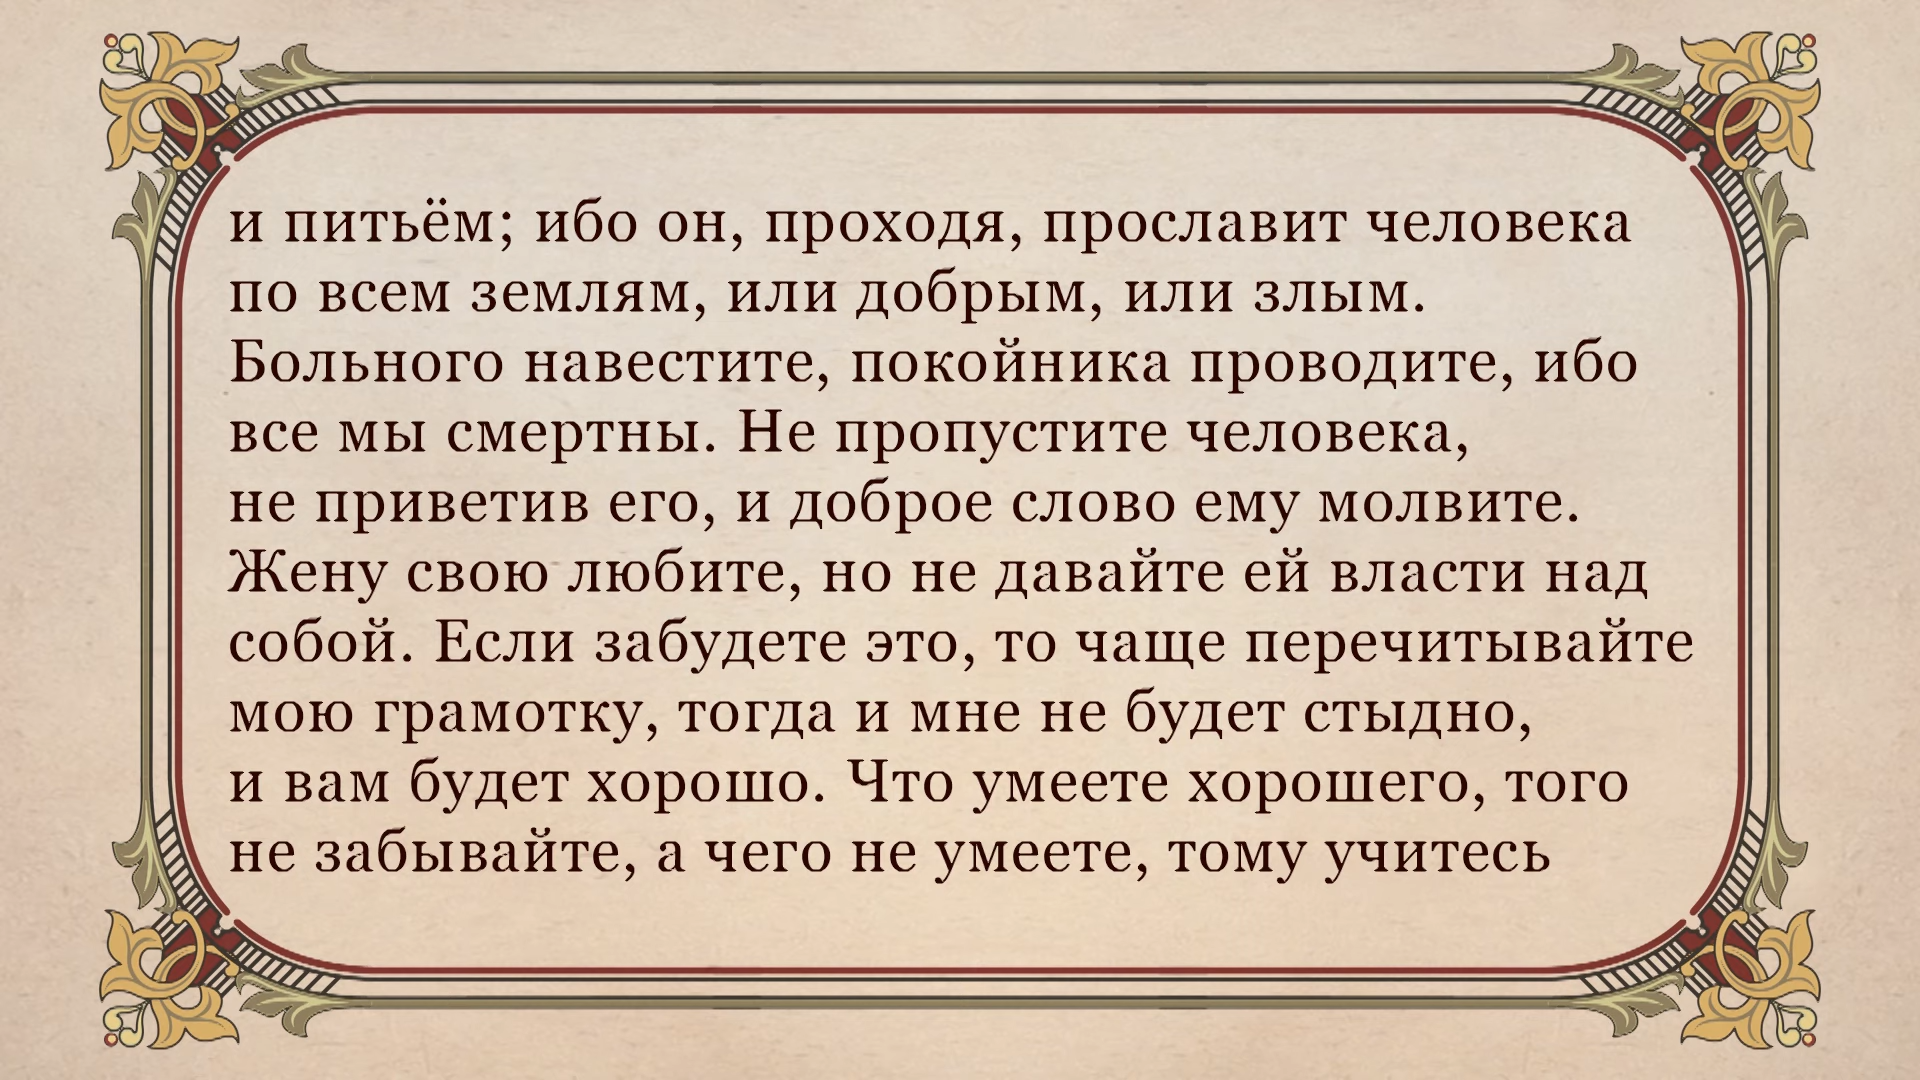 и питьём; ибо он, проходя, прославит человека
по всем землям, или добрым, или злым.
Больного навестите, покойника проводите, ибо
все мы смертны. Не пропустите человека,
не приветив его, и доброе слово ему молвите.
Жену свою любите, но не давайте ей власти над
собой. Если забудете это, то чаще перечитывайте
мою грамотку, тогда и мне не будет стыдно,
и вам будет хорошо. Что умеете хорошего, того
не забывайте, а чего не умеете, тому учитесь